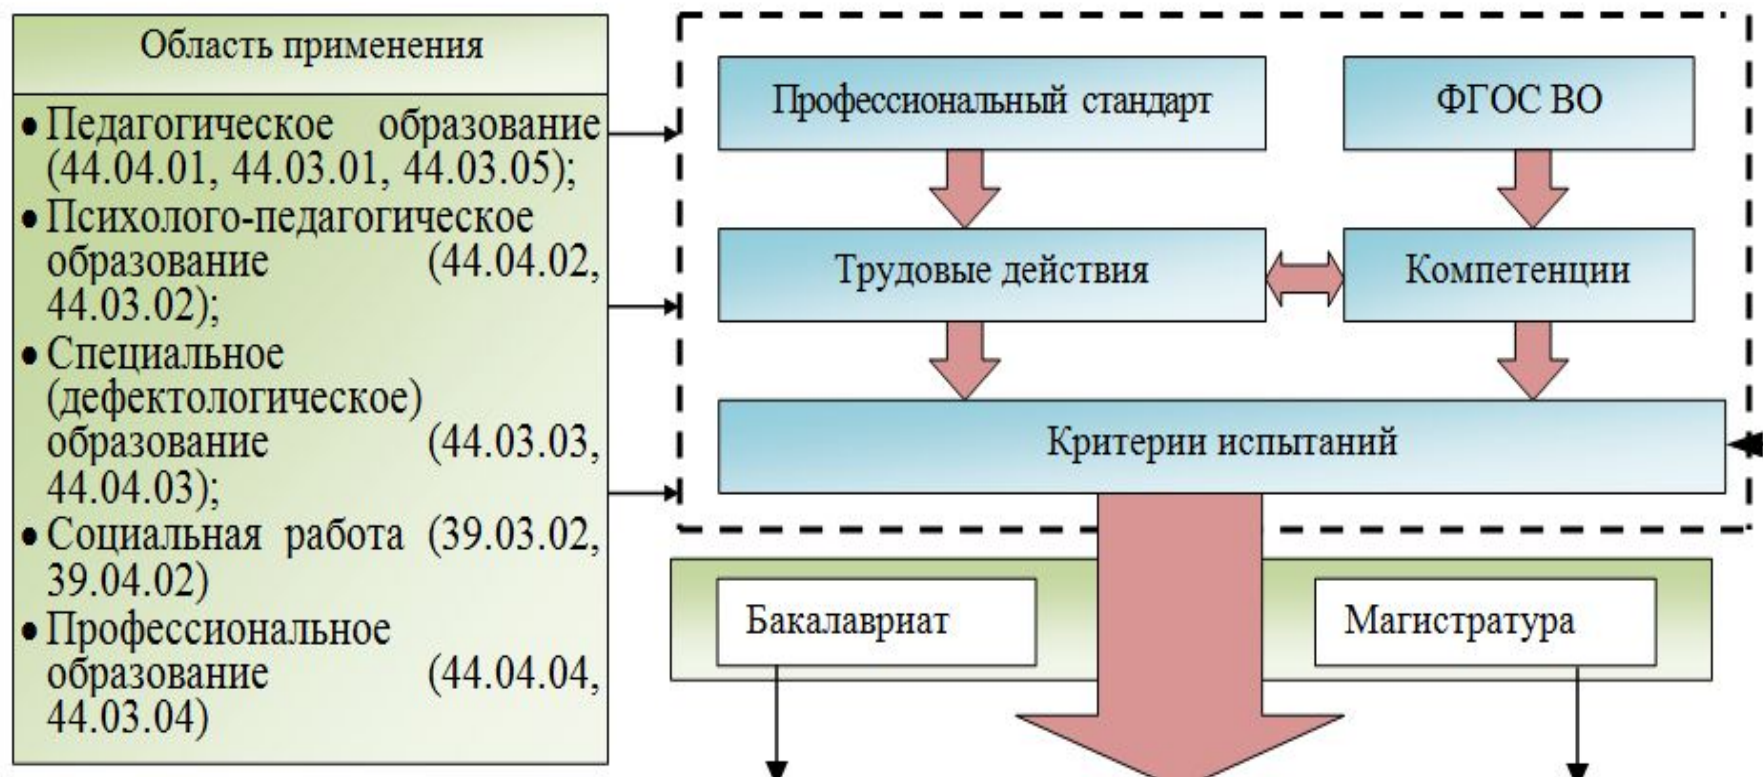 Область применения
• Педагогическое образование
(44.04.01, 44.03.01, 44.03.05);
• Психолого-педагогическое
образование (44.04.02,
44.03.02);
• Специальное
(дефектологическое)
образование (44.03.03,
44.04.03);
• Социальная работа (39.03.02,
39.04.02)
• Профессиональное
образование (44.04.04,
44.03.04)
Профессиональный стандарт
ФГОС ВО
Трудовые действия
Компетенции
Критерии испытаний
Бакалавриат
Магистратура